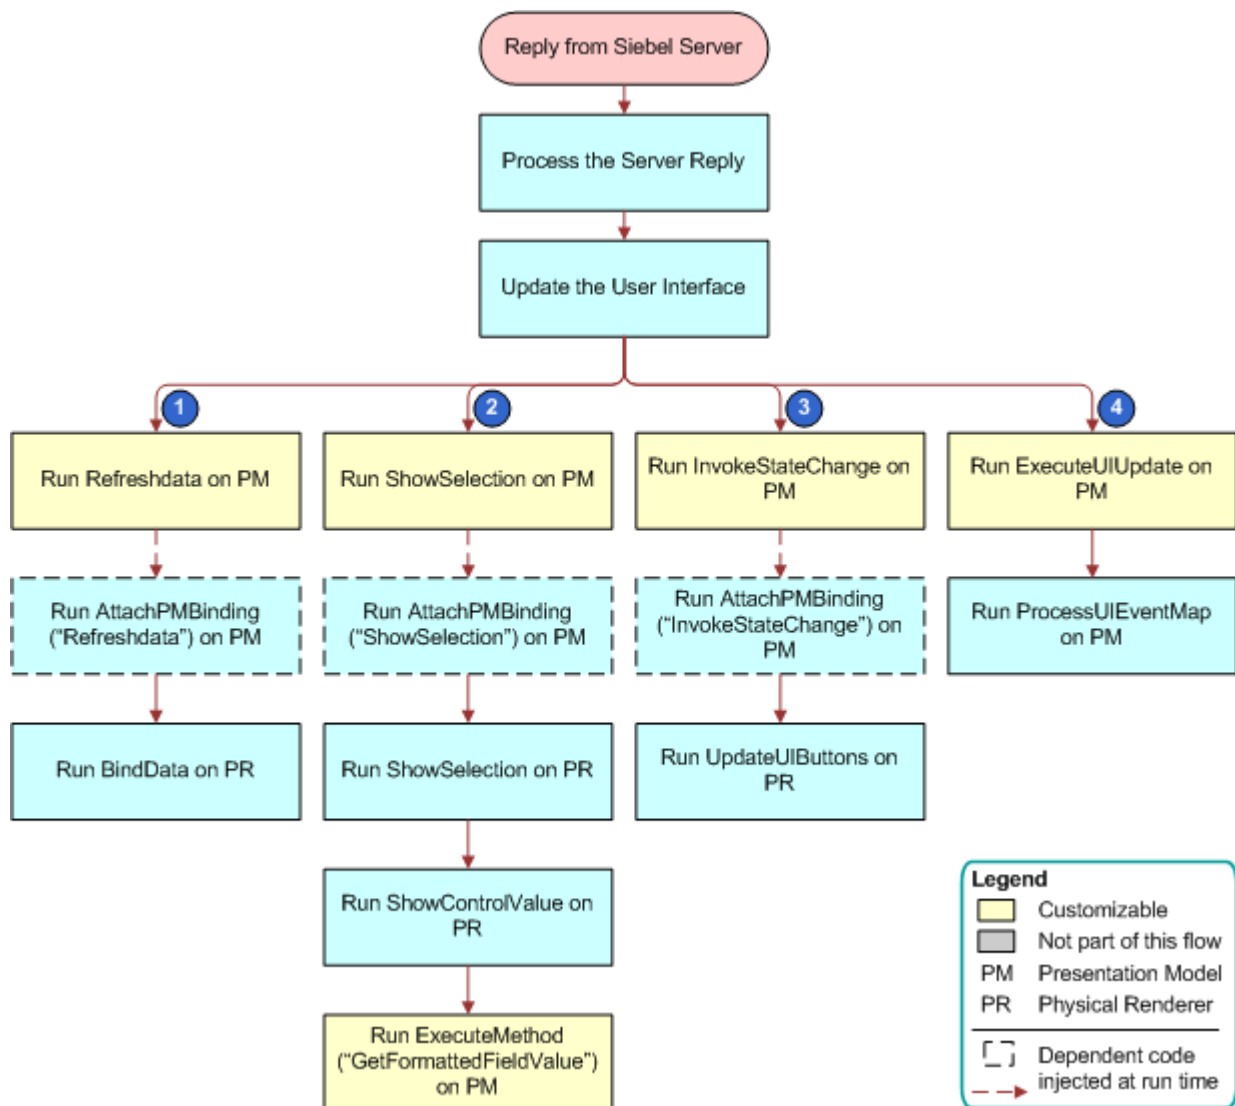 Reply from Siebel Server
Process the Server Reply
Update the User Interface
1
2
3
4
Run Refreshdata on PM
Run ShowSelection on PM
Run InvokeStateChange on
PM
Run ExecuteUIUpdate on
PM
Run AttachPMBinding
(“Refreshdata”) on PM
Run AttachPMBinding
(“ShowSelection”) on PM
Run AttachPMBinding
(“InvokeStateChange”) on
PM
Run ProcessUIEventMap
on PM
Run BindData on PR
Run ShowSelection on PR
Run UpdateUIButtons on
PR
Run ShowControlValue on
PR
Run ExecuteMethod
(“GetFormattedFieldValue”)
on PM
Legend
Customizable
Not part of this flow
PM Presentation Model
PR Physical Renderer
Dependent code
injected at run time